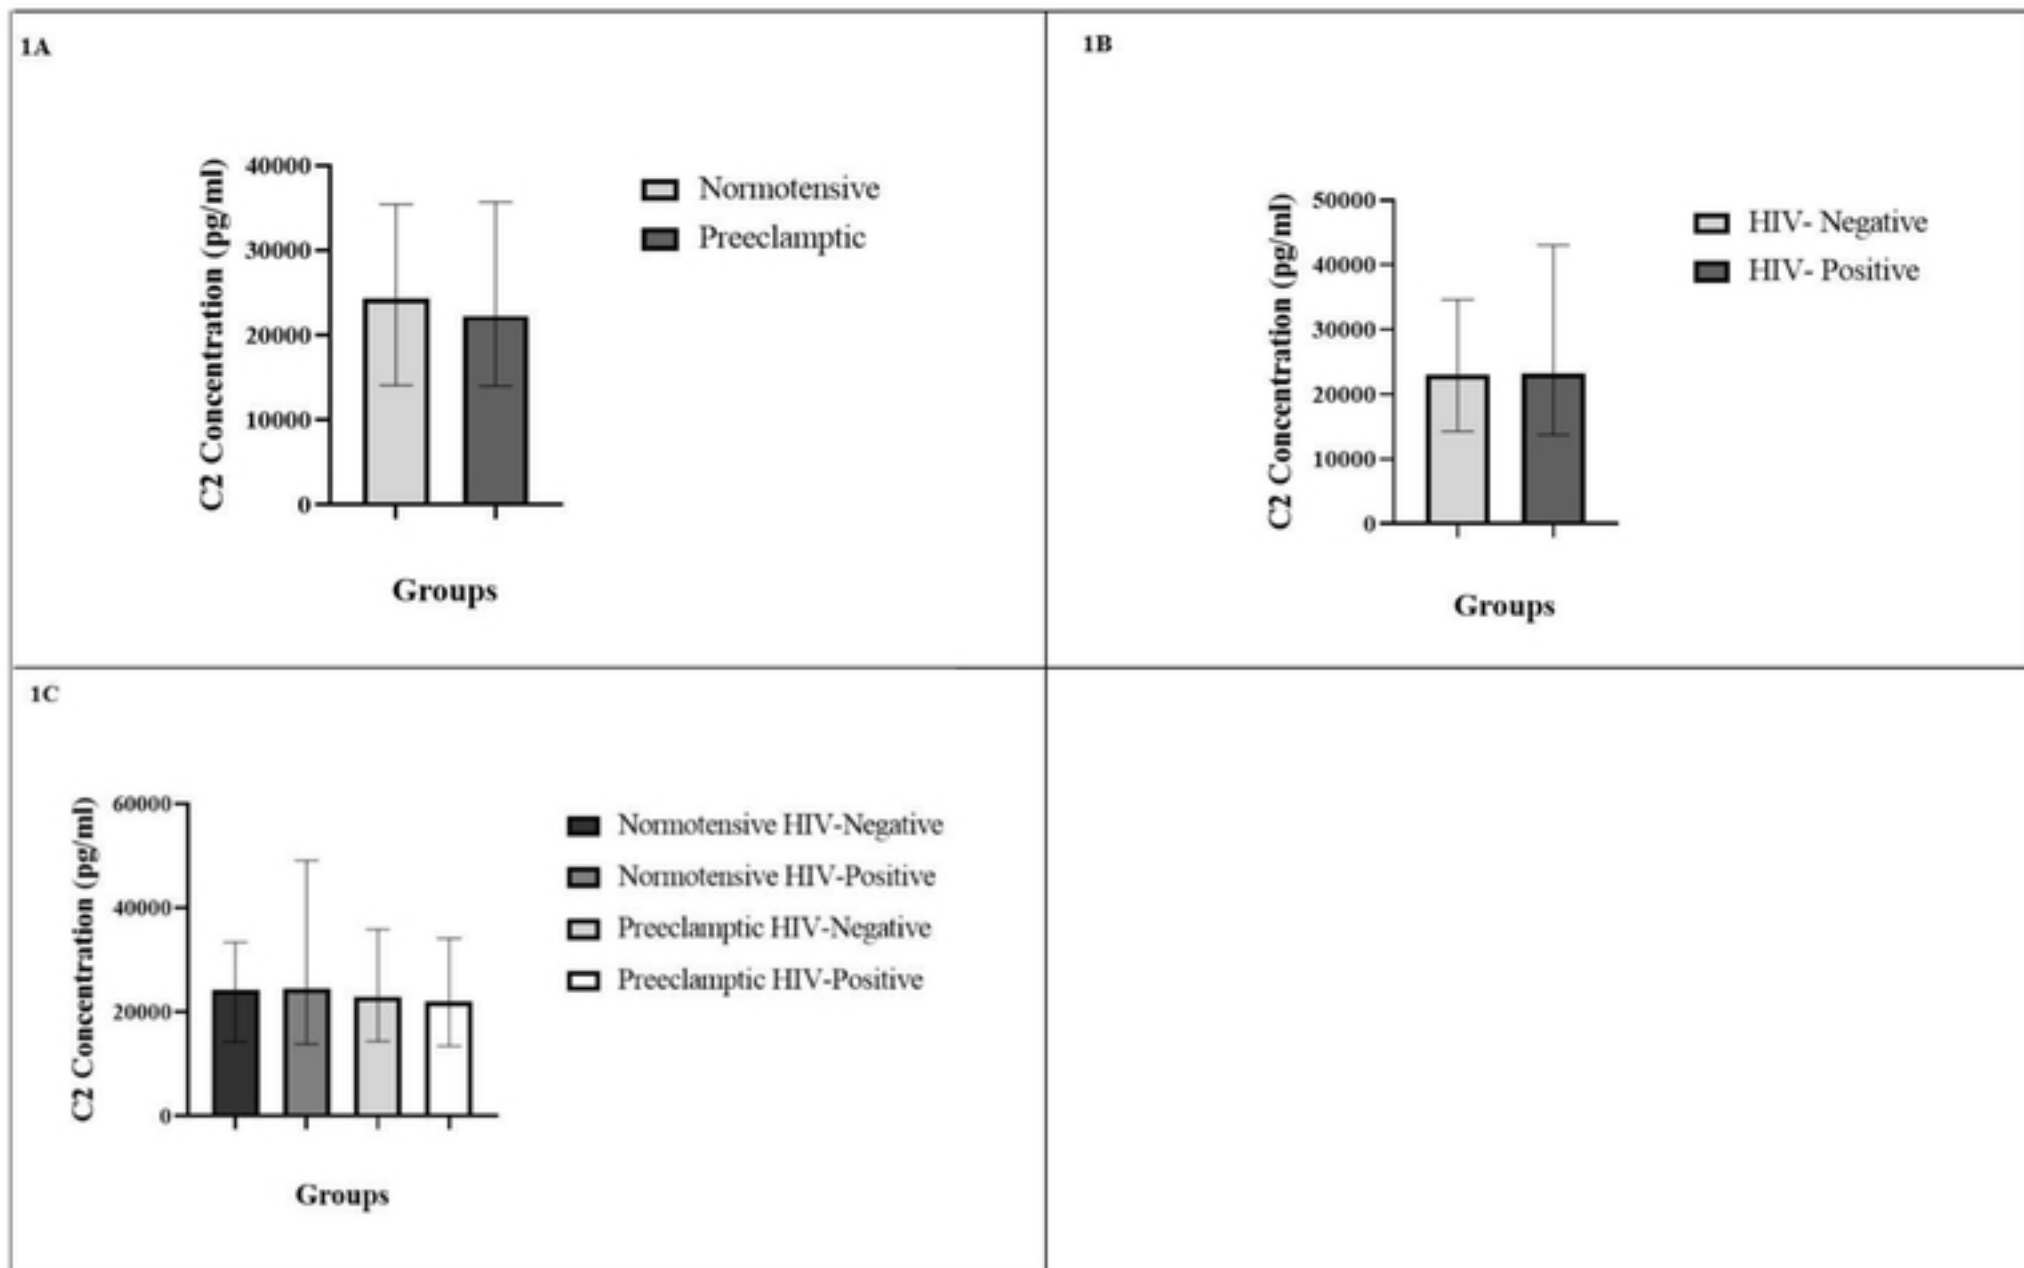 1A
C2 Concentration (pg/ml)
40000
30000
20000
10000
0
Normotensive
Preeclamptic
Groups
1B
C2 Concentration (pg/ml)
50000
40000
30000
20000
10000
0
HIV- Negative
HIV- Positive
Groups
1C
C2 Concentration (pg/ml)
60000
40000
20000
0
Normotensive HIV-Negative
Normotensive HIV-Positive
Preeclamptic HIV-Negative
Preeclamptic HIV-Positive
Groups